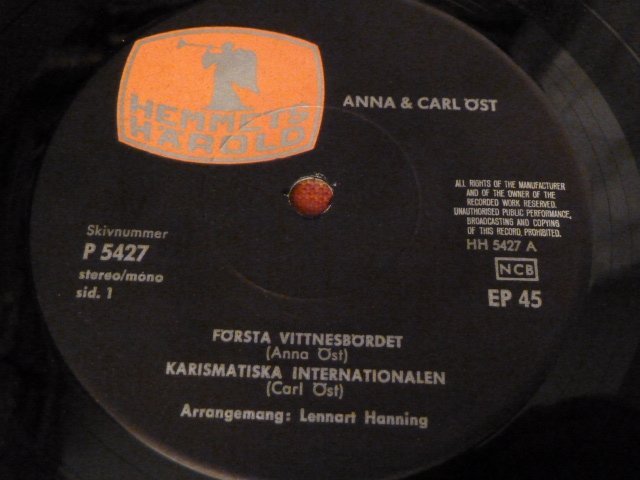 HEMMETS
HÄROLD
ANNA & CARL ÖST
ALL RIGHTS OF THE MANUFACTURER
AND OF THE OWNER OF THE
RECORDED WORK RESERVED.
UNAUTHORISED PUBLIC PERFORMANCE,
BROADCASTING AND COPYING
OF THIS RECORD, PROHIBITED.
HH 5427 A
NCB
EP 45
Skivnummer
P 5427
stereo/mono
sid. 1
FÖRSTA VITTNESBÖRDET
(Anna Öst)
KARISMATISKA INTERNATIONALEN
(Carl Öst)
Arrangemang: Lennart Hanning